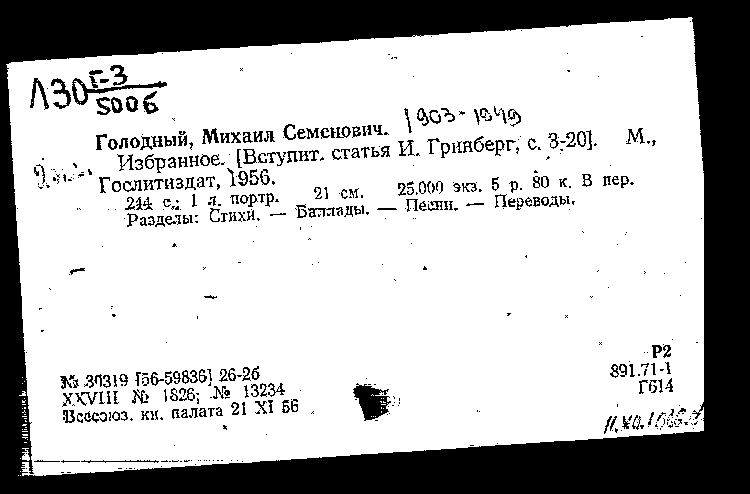 Л30 Г-3
5006
Голодный, Михаил Семенович. 1903-1949
Избранное. [Вступит. статья И. Гринберг, с. 3-20]. М.,
Гослитиздат, 1956.
244 с.; 1 л. портр. 21 см. 25.000 экз. 5 р. 80 к. В пер.
Разделы: Стихи. — Баллады. — Песни. — Переводы.
Р2
№ 30319 [56-59836] 26-2б
891.71-1
XXVIII № 1826; № 13234
Г614
Всесоюз. кн. палата 21 XI 56